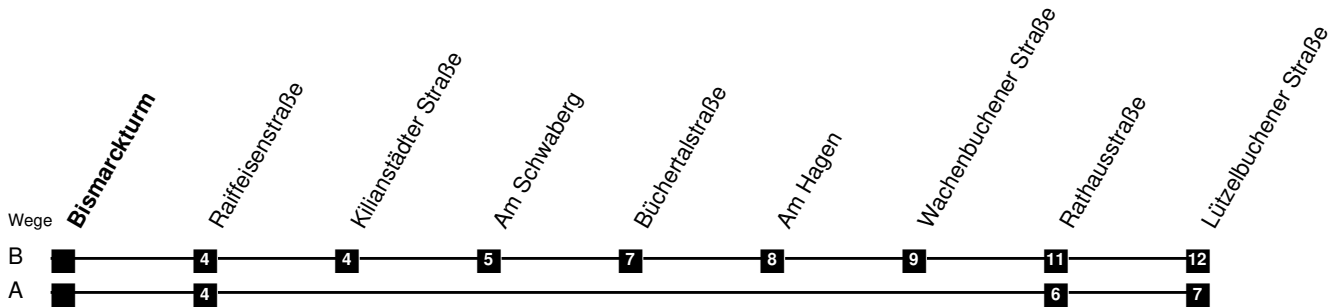 Wege
Bismarckturm
Raiffeisenstraße
Kilianstädter Straße
Am Schwaberg
Büchertalstraße
Am Hagen
Wachenbuchener Straße
Rathausstraße
Lützelbuchener Straße
B 4 4 5 7 8 9 11 12
A 4 6 7